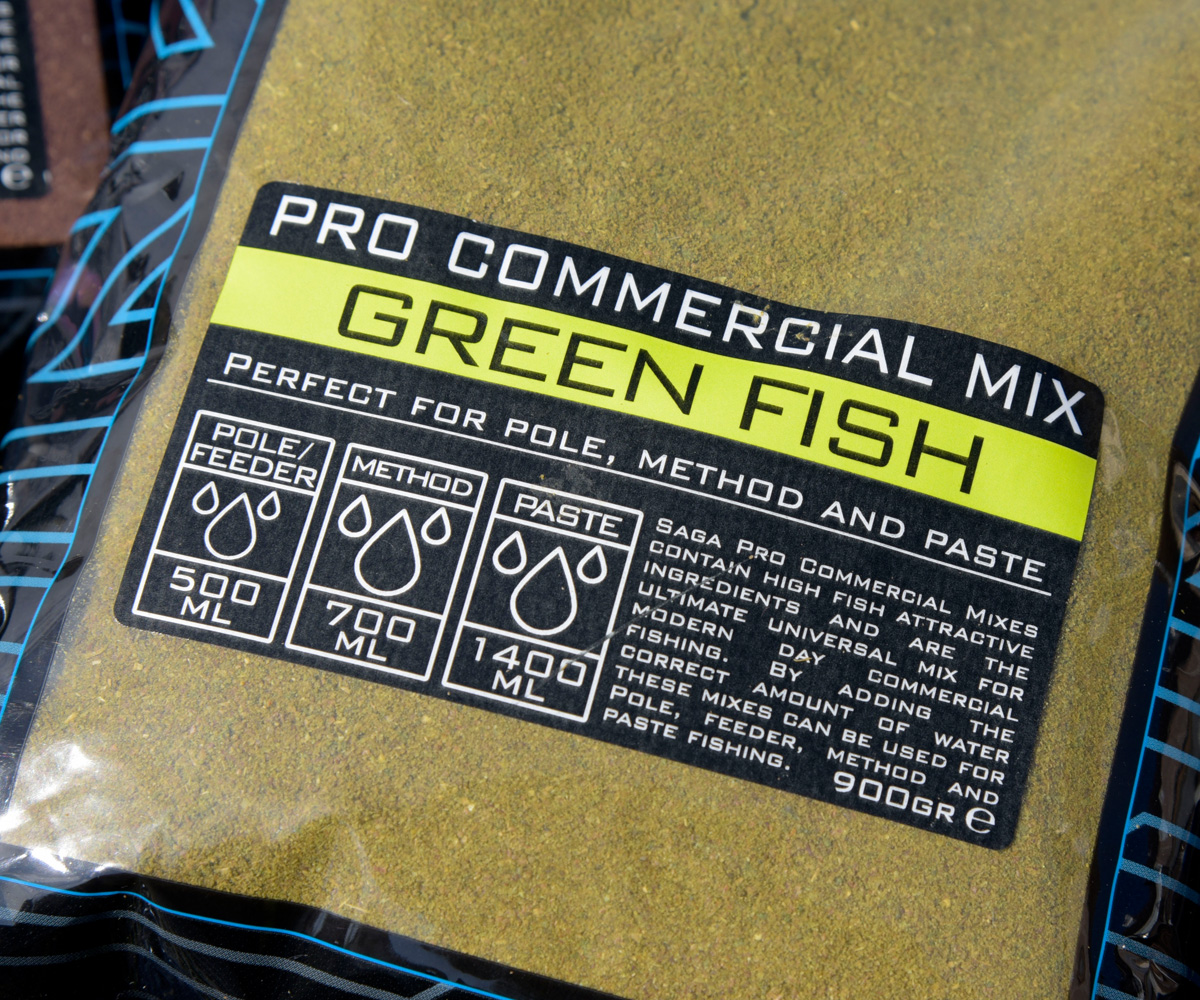 PRO COMMERCIAL MIX
GREEN FISH
PERFECT FOR POLE, METHOD AND PASTE
POLE/
FEEDER
500
ML
METHOD
700
ML
PASTE
1400
ML
SAGA PRO COMMERCIAL MIXES
CONTAIN HIGH FISH ATTRACTIVE
INGREDIENTS AND ARE THE
ULTIMATE UNIVERSAL MIX FOR
MODERN DAY COMMERCIAL
FISHING. BY ADDING THE
CORRECT AMOUNT OF WATER
THESE MIXES CAN BE USED FOR
POLE, FEEDER, METHOD AND
PASTE FISHING.
900GR ℮